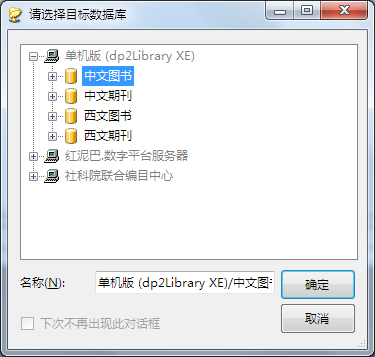 请选择目标数据库
单机版 (dp2Library XE)
中文图书
中文期刊
西文图书
西文期刊
红泥巴.数字平台服务器
社科院联合编目中心
名称(N):
单机版 (dp2Library XE)/中文图
确定
下次不再出现此对话框
取消